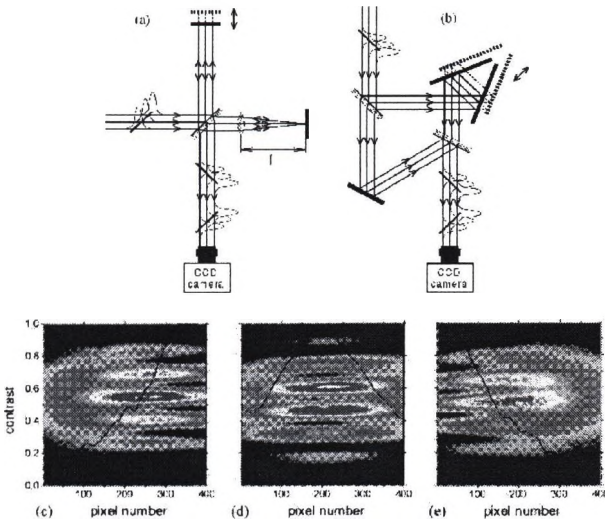 (a)
(b)
f
CCD
camera
CCD
camera
contrast
1.0
0.8
0.6
0.4
0.2
0.0
100 200 300 400
100 200 300 400
100 200 300 400
(c) pixel number
(d) pixel number
(e) pixel number